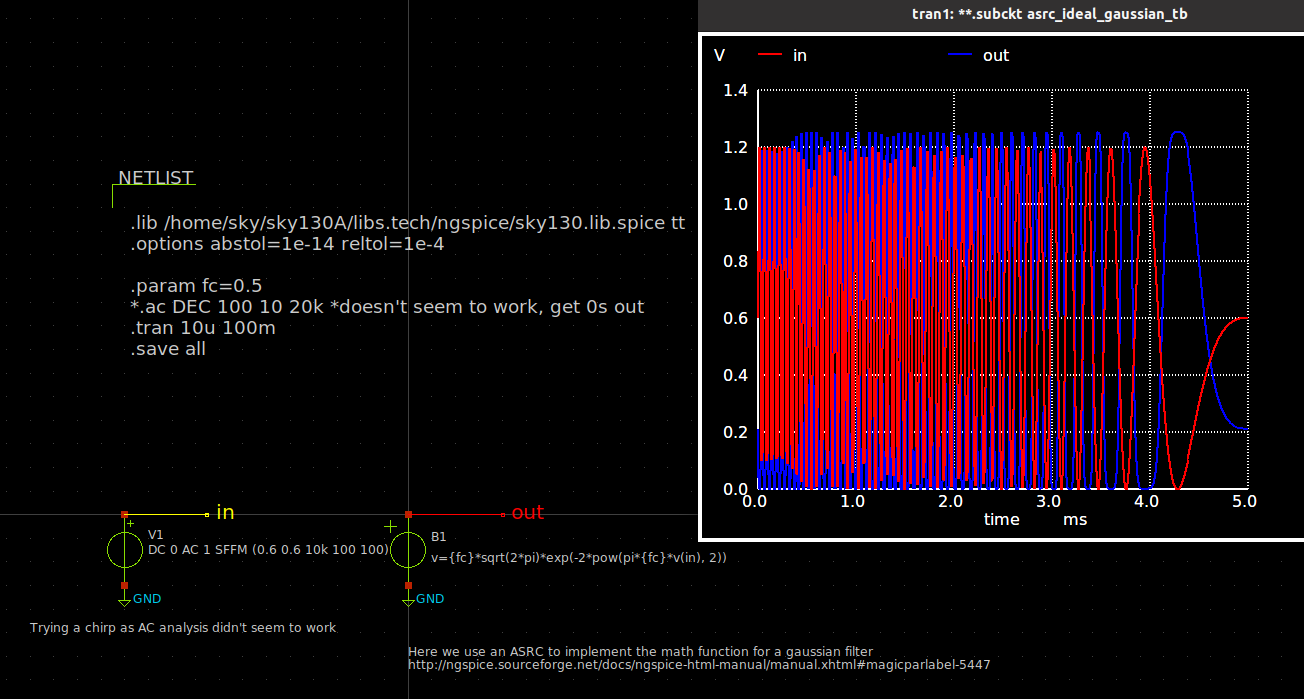 tran1: **.subckt asrc_ideal_gaussian_tb
V in out
1.4
1.2
1.0
0.8
0.6
0.4
0.2
0.0
0.0 1.0 2.0 3.0 4.0 5.0
time ms
NETLIST
.lib /home/sky/sky130A/libs.tech/ngspice/sky130.lib.spice tt
.options abstol=1e-14 reltol=1e-4
.param fc=0.5
*.ac DEC 100 10 20k *doesn't seem to work, get 0s out
.tran 10u 100m
.save all
in
V1
DC 0 AC 1 SFFM (0.6 0.6 10k 100 100)
GND
out
B1
v={fc}*sqrt(2*pi)*exp(-2*pow(pi*{fc}*v(in), 2))
GND
Trying a chirp as AC analysis didn't seem to work
Here we use an ASRC to implement the math function for a gaussian filter
http://ngspice.sourceforge.net/docs/ngspice-html-manual/manual.xhtml#magicparlabel-5447